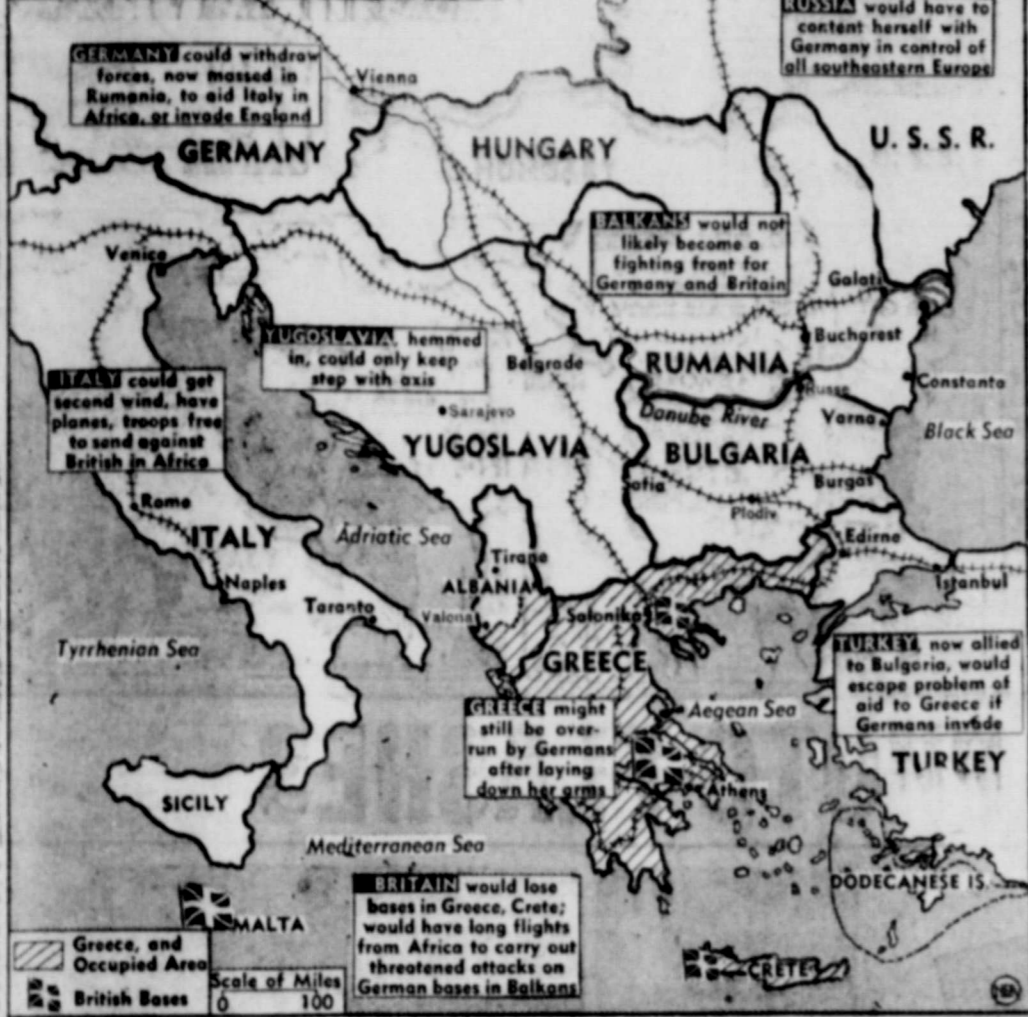 RUSSIA would have to
content herself with
Germany in control of
all southeastern Europe
GERMANY could withdraw
forces, now massed in
Rumania, to aid Italy in
Africa, or invade England
Vienna
GERMANY
HUNGARY
U. S. S. R.
BALKANS would not
likely become a
fighting front for
Germany and Britain
Venice
Galati
YUGOSLAVIA, hemmed
in, could only keep
step with axis
Bucharest
Belgrade
RUMANIA
ITALY could get
second wind, have
planes, troops free
to send against
British in Africa
Russe
Constanta
Sarajevo
Danube River
Varna
Black Sea
YUGOSLAVIA
BULGARIA
ofia
Burgas
Rome
Plodiv
ITALY
Adriatic Sea
Edirne
Tirane
Naples
ALBANIA
Istanbul
Taranto
Valona
Salonika
Tyrrhenian Sea
GREECE
TURKEY, now allied
to Bulgaria, would
escape problem of
aid to Greece if
Germans invade
GREECE might
still be over-
run by Germans
after laying
down her arms
Aegean Sea
TURKEY
Athens
SICILY
Mediterranean Sea
DODECANESE IS.
BRITAIN would lose
bases in Greece, Crete;
would have long flights
from Africa to carry out
threatened attacks on
German bases in Balkans
MALTA
CRETE
Greece, and
Occupied Area
British Bases
Scale of Miles
0 100